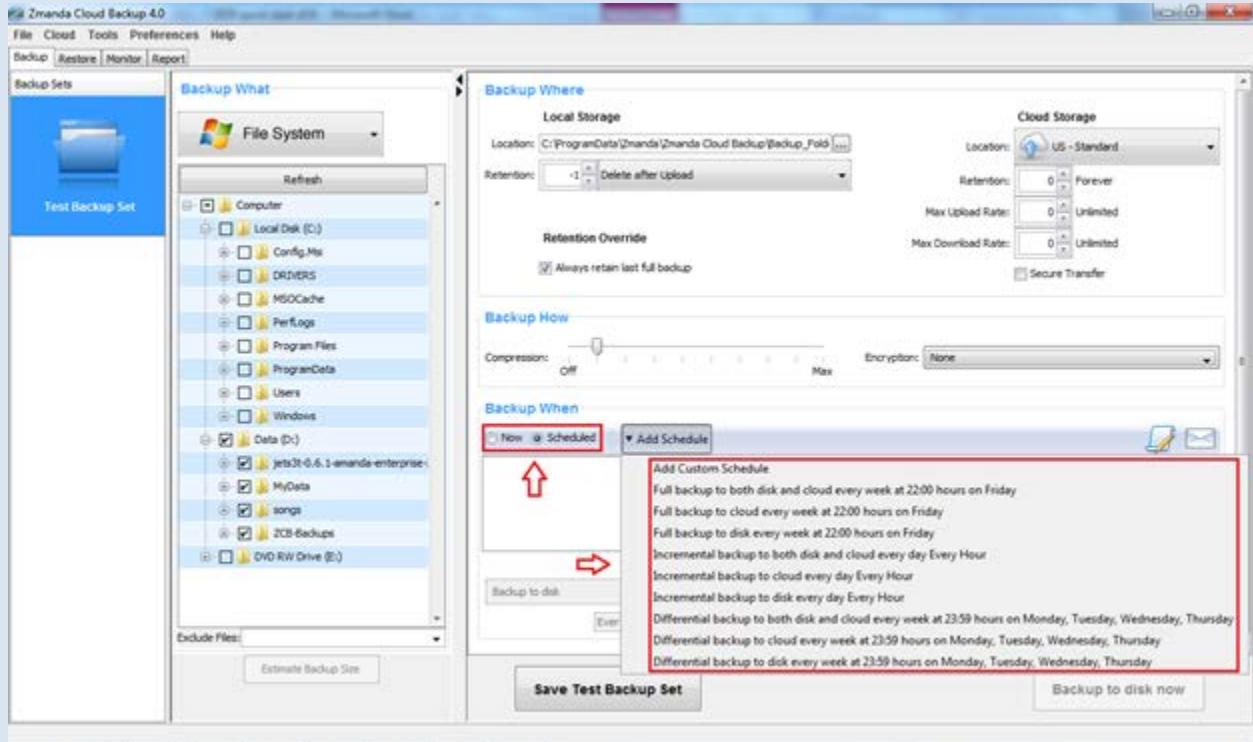 Zmanda Cloud Backup 4.0
File Cloud Tools Preferences Help
Backup Restore Monitor Report
Backup Sets
Test Backup Set
Backup What
File System
Refresh
Computer
Local Disk (C:)
Config.Msi
DRIVERS
MSOCache
PerfLogs
Program Files
ProgramData
Users
Windows
Data (D:)
jets3t-0.6.1-amanda-enterprise-
MyData
songs
ZCB-Backups
DVD RW Drive (E:)
Exclude Files:
Estimate Backup Size
Backup Where
Local Storage
Location: C:\ProgramData\Zmanda\Zmanda Cloud Backup\Backup_Fold ...
Retention: -1 Delete after Upload
Retention Override
Always retain last full backup
Cloud Storage
Location: US - Standard
Retention: 0 Forever
Max Upload Rate: 0 Unlimited
Max Download Rate: 0 Unlimited
Secure Transfer
Backup How
Compression: Off Max
Encryption: None
Backup When
Now Scheduled Add Schedule
Add Custom Schedule
Full backup to both disk and cloud every week at 22:00 hours on Friday
Full backup to cloud every week at 22:00 hours on Friday
Full backup to disk every week at 22:00 hours on Friday
Incremental backup to both disk and cloud every day Every Hour
Incremental backup to cloud every day Every Hour
Incremental backup to disk every day Every Hour
Differential backup to both disk and cloud every week at 23:59 hours on Monday, Tuesday, Wednesday, Thursday
Differential backup to cloud every week at 23:59 hours on Monday, Tuesday, Wednesday, Thursday
Differential backup to disk every week at 23:59 hours on Monday, Tuesday, Wednesday, Thursday
Backup to disk
Ever
Save Test Backup Set
Backup to disk now